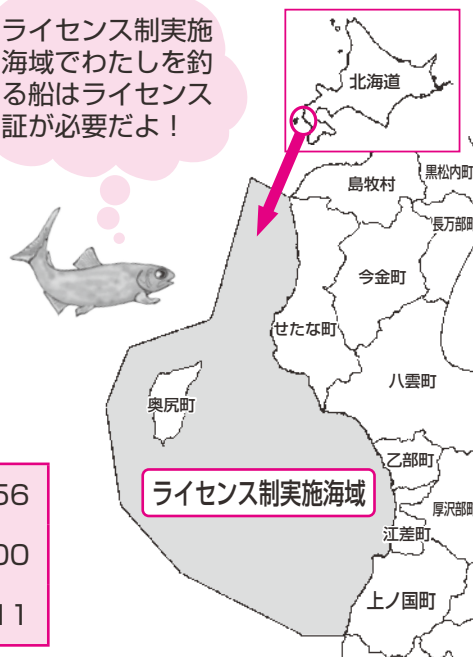 ライセンス制実施
海域でわたしを釣
る船はライセンス
証が必要だよ！
北海道
島牧村
黒松内町
長万部町
今金町
せたな町
八雲町
奥尻町
乙部町
ライセンス制実施海域
厚沢部町
江差町
上ノ国町
56
00
11